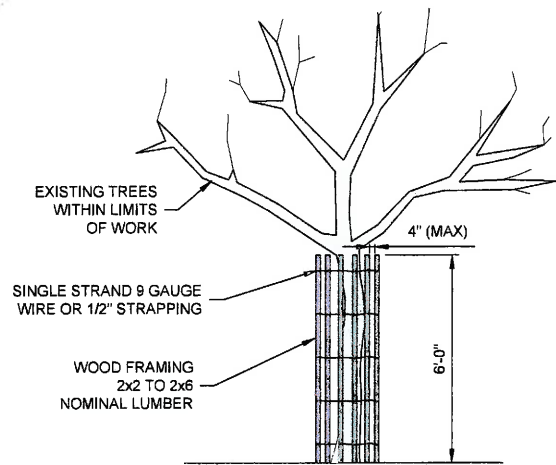 EXISTING TREES
WITHIN LIMITS
OF WORK
4" (MAX)
SINGLE STRAND 9 GAUGE
WIRE OR 1/2" STRAPPING
WOOD FRAMING
2x2 TO 2x6
NOMINAL LUMBER
6'-0"